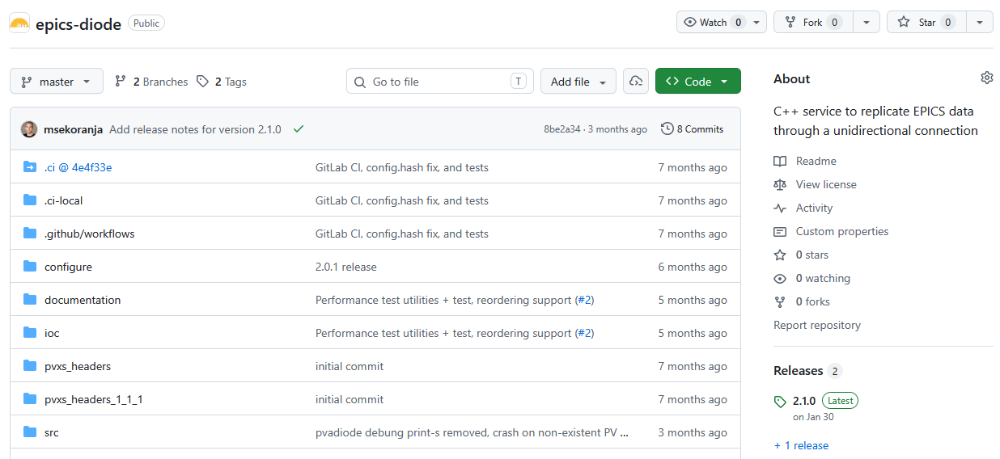 epics-diode Public
Watch 0 Fork 0 Star 0
master 2 Branches 2 Tags Go to file T Add file Code
msekoranja Add release notes for version 2.1.0 8be2a34 · 3 months ago 8 Commits
.ci @ 4e4f33e GitLab CI, config.hash fix, and tests 7 months ago
.ci-local GitLab CI, config.hash fix, and tests 7 months ago
.github/workflows GitLab CI, config.hash fix, and tests 7 months ago
configure 2.0.1 release 6 months ago
documentation Performance test utilities + test, reordering support (#2) 5 months ago
ioc Performance test utilities + test, reordering support (#2) 5 months ago
pvxs_headers initial commit 7 months ago
pvxs_headers_1_1_1 initial commit 7 months ago
src pvadiode debung print-s removed, crash on non-existent PV ... 3 months ago
About
C++ service to replicate EPICS data
through a unidirectional connection
Readme
View license
Activity
Custom properties
0 stars
0 watching
0 forks
Report repository
Releases 2
2.1.0 Latest
on Jan 30
+ 1 release